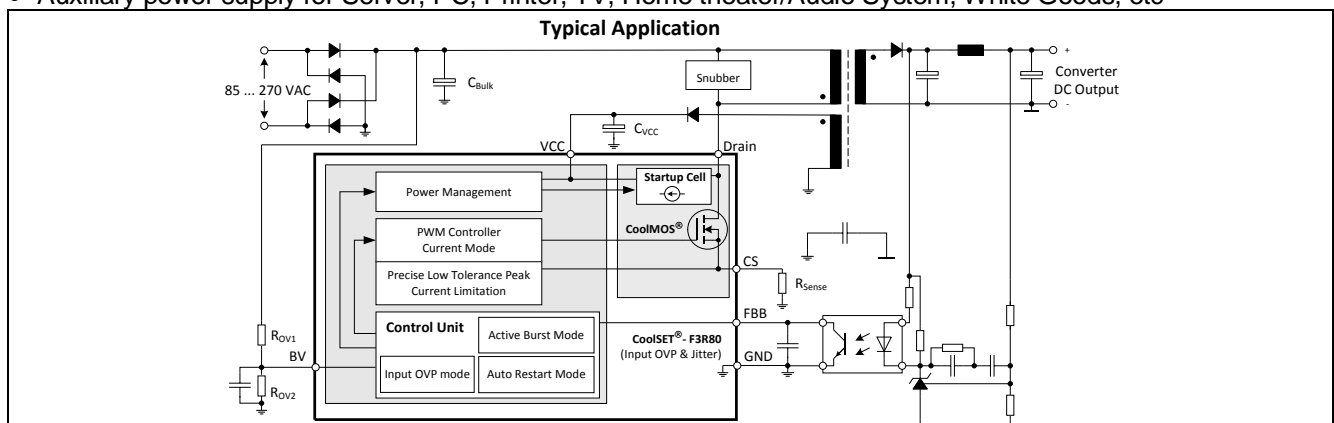 • Auxiliary power supply for Server, PC, Printer, TV, Home theater/Audio System, White Goods, etc
Typical Application
Snubber
+
Converter
DC Output
-
85 ... 270 VAC
CBulk
CVCC
VCC
Drain
Power Management
Startup Cell
CoolMOS®
PWM Controller
Current Mode
Precise Low Tolerance Peak
Current Limitation
CS
RSense
FBB
Control Unit
Active Burst Mode
CoolSET®- F3R80
(Input OVP & Jitter)
ROV1
BV
GND
Input OVP mode
Auto Restart Mode
ROV2